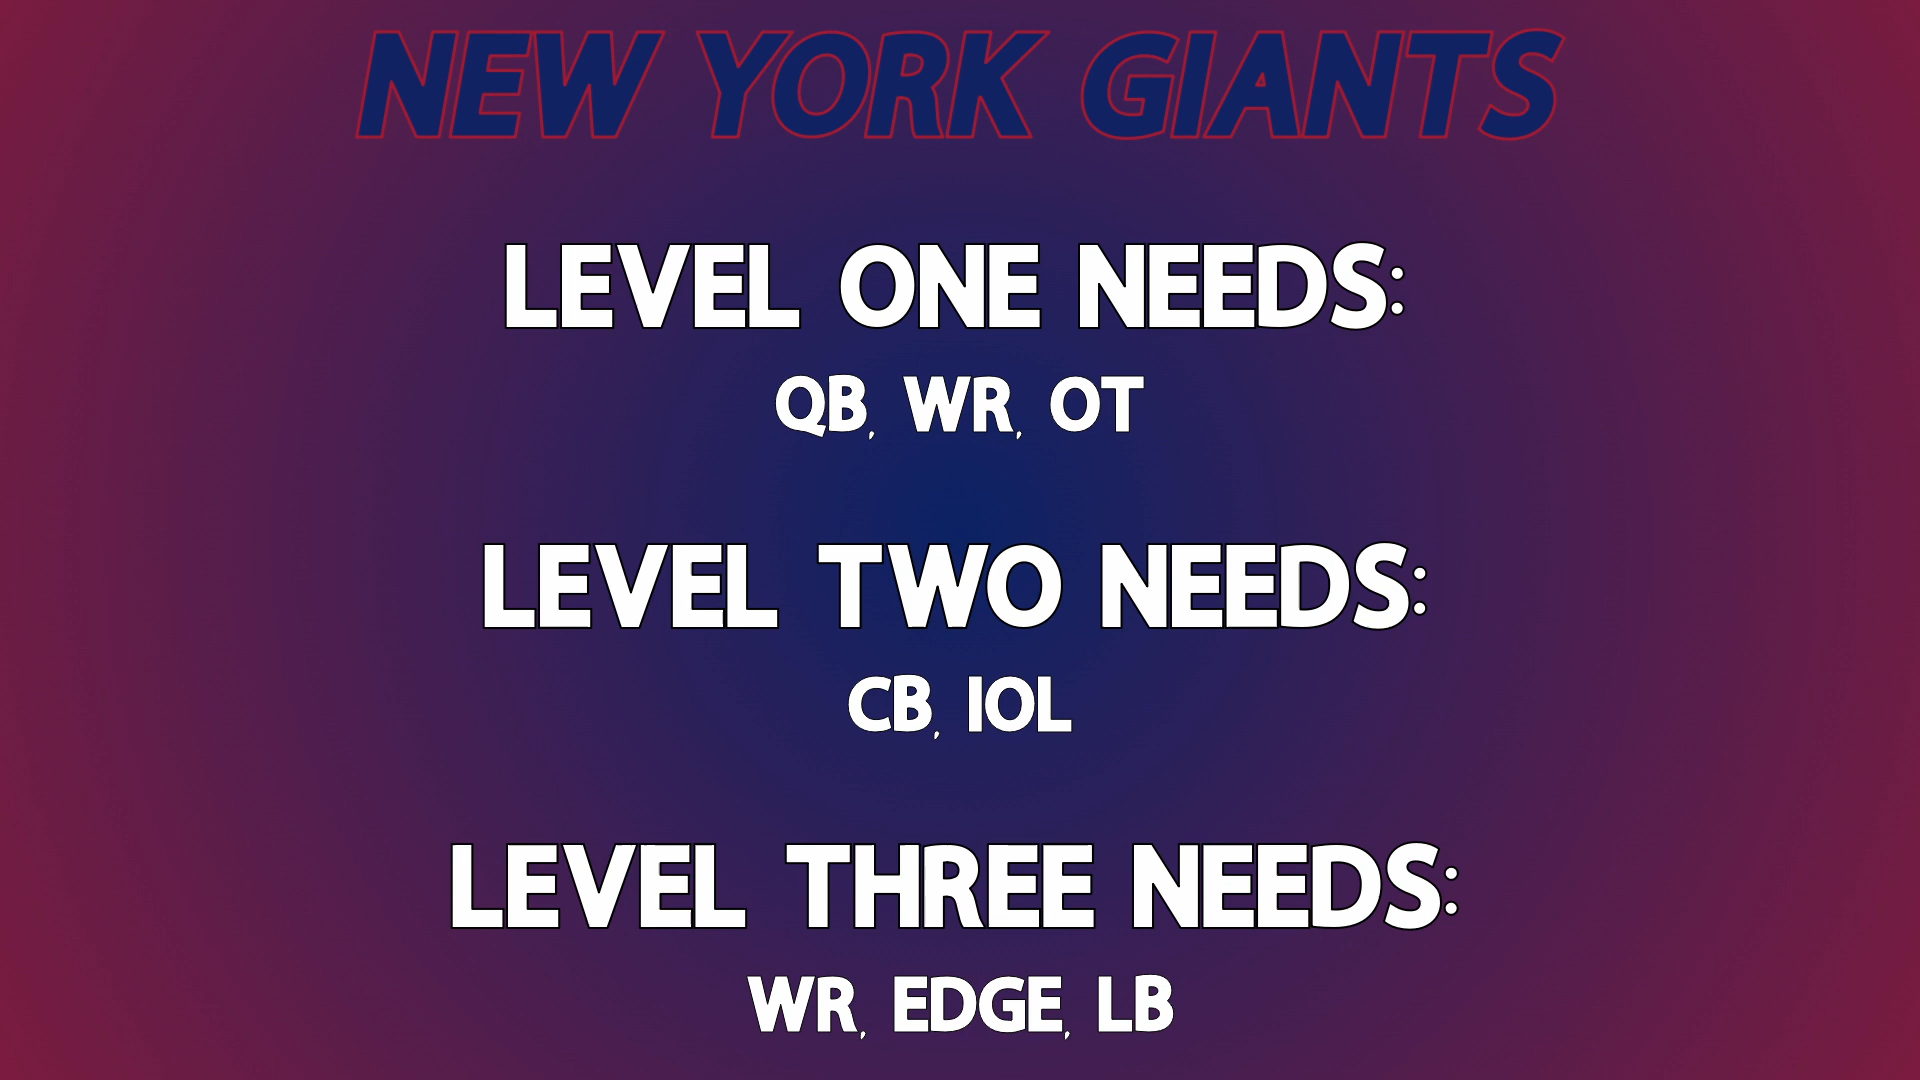 NEW YORK GIANTS
LEVEL ONE NEEDS:
QB, WR, OT
LEVEL TWO NEEDS:
CB, IOL
LEVEL THREE NEEDS:
WR, EDGE, LB